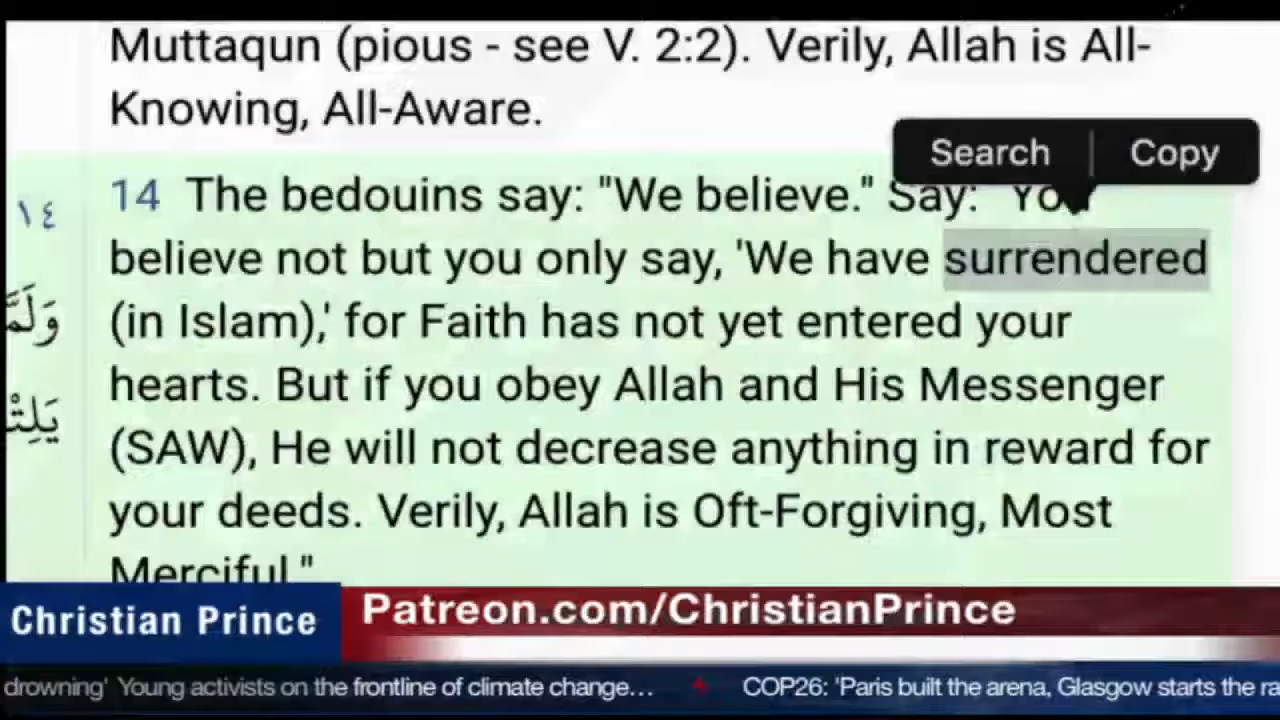 Muttaqun (pious - see V. 2:2). Verily, Allah is All-
Knowing, All-Aware.
Search Copy
14 The bedouins say: "We believe." Say: "You
١٤
believe not but you only say, 'We have surrendered
(in Islam),' for Faith has not yet entered your
وَلَمَّ
hearts. But if you obey Allah and His Messenger
(SAW), He will not decrease anything in reward for
يَلِتْ
your deeds. Verily, Allah is Oft-Forgiving, Most
Merciful."
Christian Prince
Patreon.com/ChristianPrince
drowning' Young activists on the frontline of climate change... COP26: 'Paris built the arena, Glasgow starts the ra